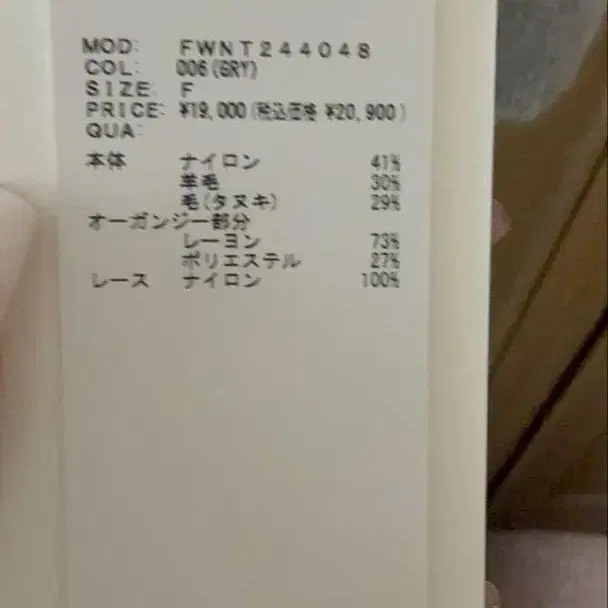 MOD: FWNT244048
COL: 006(GRY)
SIZE: F
PRICE: ¥19,000(税込価格 ¥20,900)
QUA:
本体 ナイロン 41%
羊毛 30%
毛(タヌキ) 29%
オーガンジー部分
レーヨン 73%
ポリエステル 27%
レース ナイロン 100%